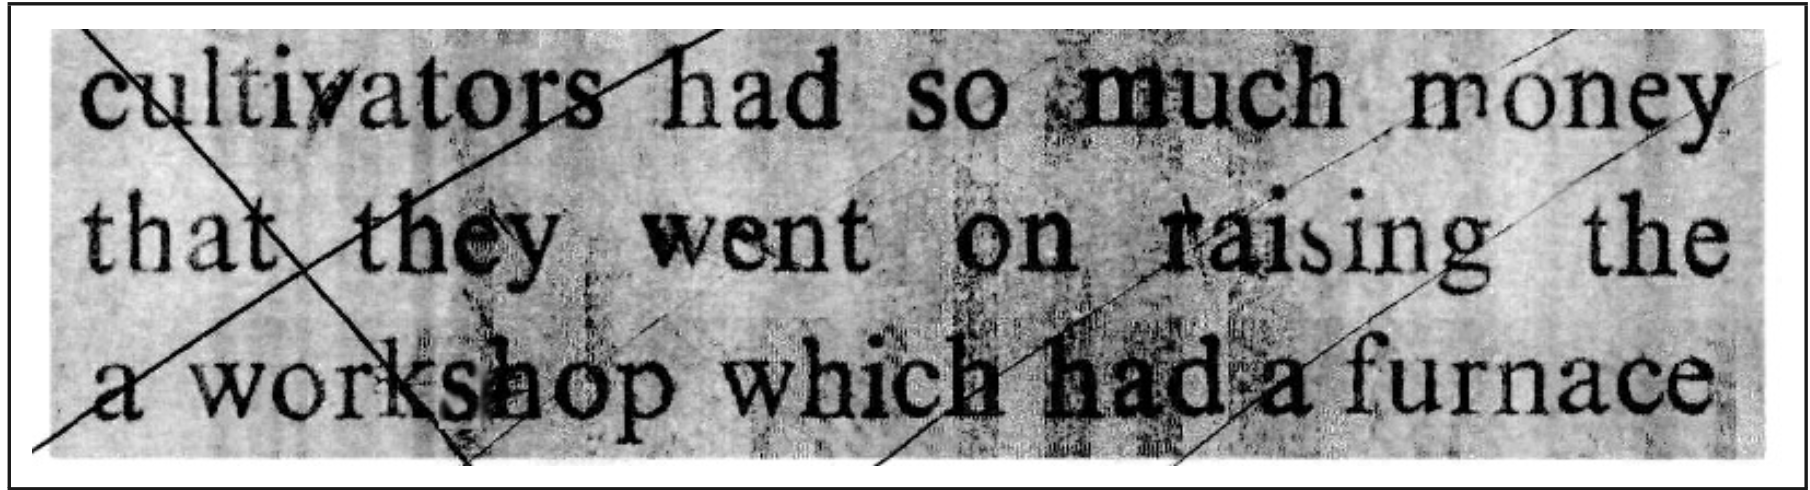 cultivators had so much money
that they went on raising the
a workshop which had a furnace